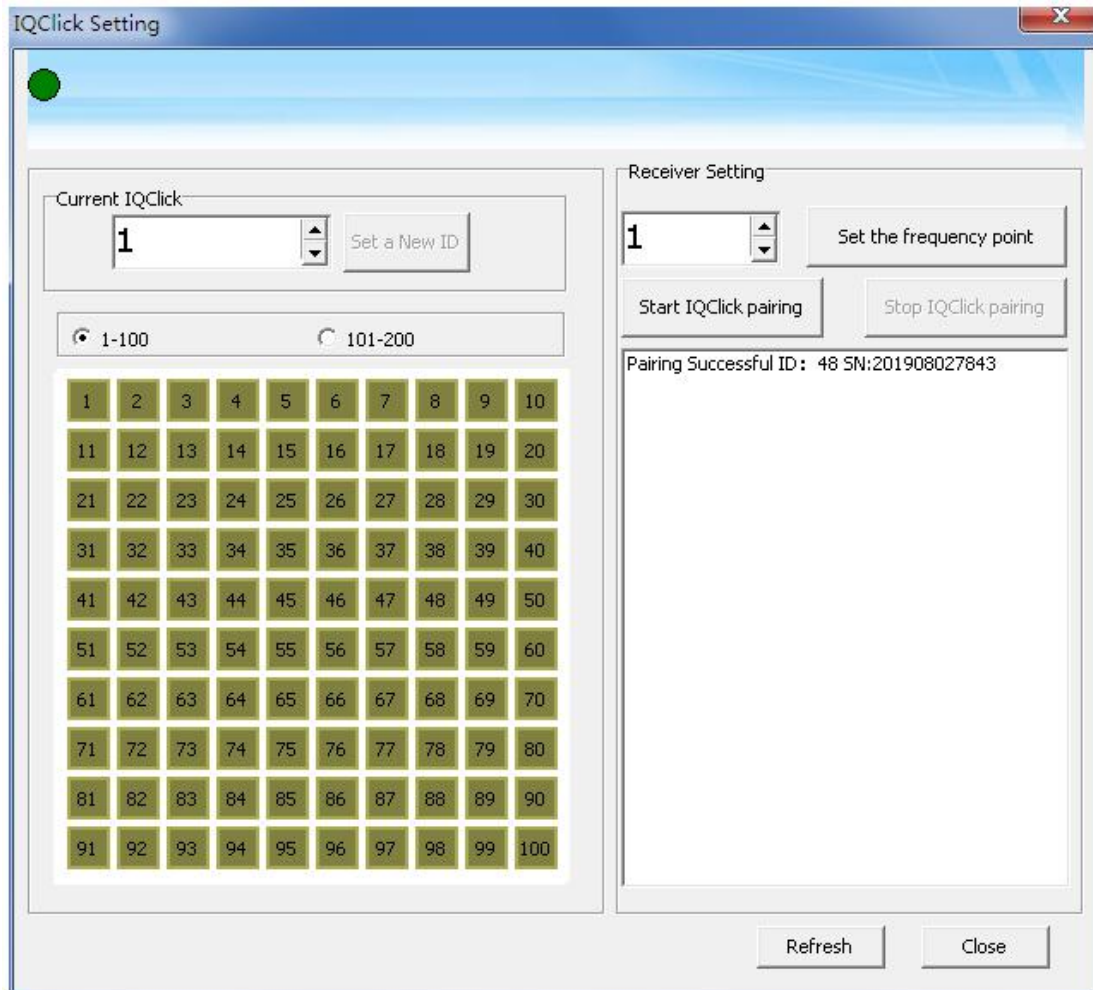 IQClick Setting
x
Current IQClick
1
Set a New ID
1-100
101-200
1 2 3 4 5 6 7 8 9 10
11 12 13 14 15 16 17 18 19 20
21 22 23 24 25 26 27 28 29 30
31 32 33 34 35 36 37 38 39 40
41 42 43 44 45 46 47 48 49 50
51 52 53 54 55 56 57 58 59 60
61 62 63 64 65 66 67 68 69 70
71 72 73 74 75 76 77 78 79 80
81 82 83 84 85 86 87 88 89 90
91 92 93 94 95 96 97 98 99 100
Receiver Setting
1
Set the frequency point
Start IQClick pairing
Stop IQClick pairing
Pairing Successful ID： 48 SN:201908027843
Refresh
Close